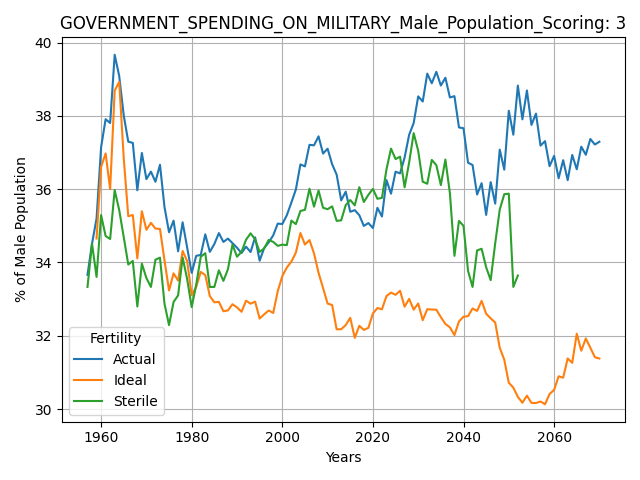 GOVERNMENT_SPENDING_ON_MILITARY_Male_Population_Scoring: 3
40
38
36
34
32
30
% of Male Population
Fertility
Actual
Ideal
Sterile
1960 1980 2000 2020 2040 2060
Years